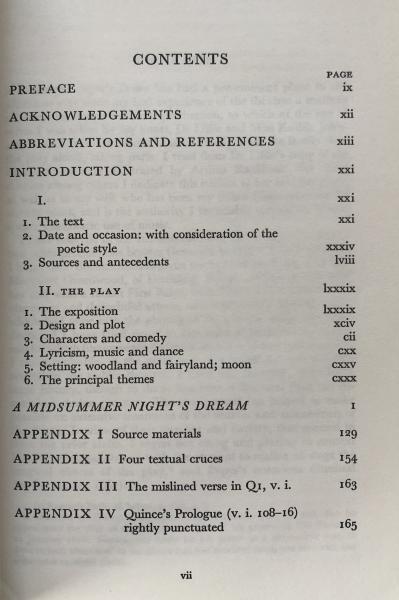 CONTENTS
PAGE
PREFACE ix
ACKNOWLEDGEMENTS xii
ABBREVIATIONS AND REFERENCES xiii
INTRODUCTION xxi
I. xxi
1. The text xxi
2. Date and occasion: with consideration of the
poetic style xxxiv
3. Sources and antecedents lviii
II. THE PLAY lxxxix
1. The exposition lxxxix
2. Design and plot xciv
3. Characters and comedy cii
4. Lyricism, music and dance cxx
5. Setting: woodland and fairyland; moon cxxv
6. The principal themes cxxx
A MIDSUMMER NIGHT'S DREAM 1
APPENDIX I Source materials 129
APPENDIX II Four textual cruces 154
APPENDIX III The mislined verse in Q1, v. i. 163
APPENDIX IV Quince's Prologue (v. i. 108–16)
rightly punctuated 165
vii